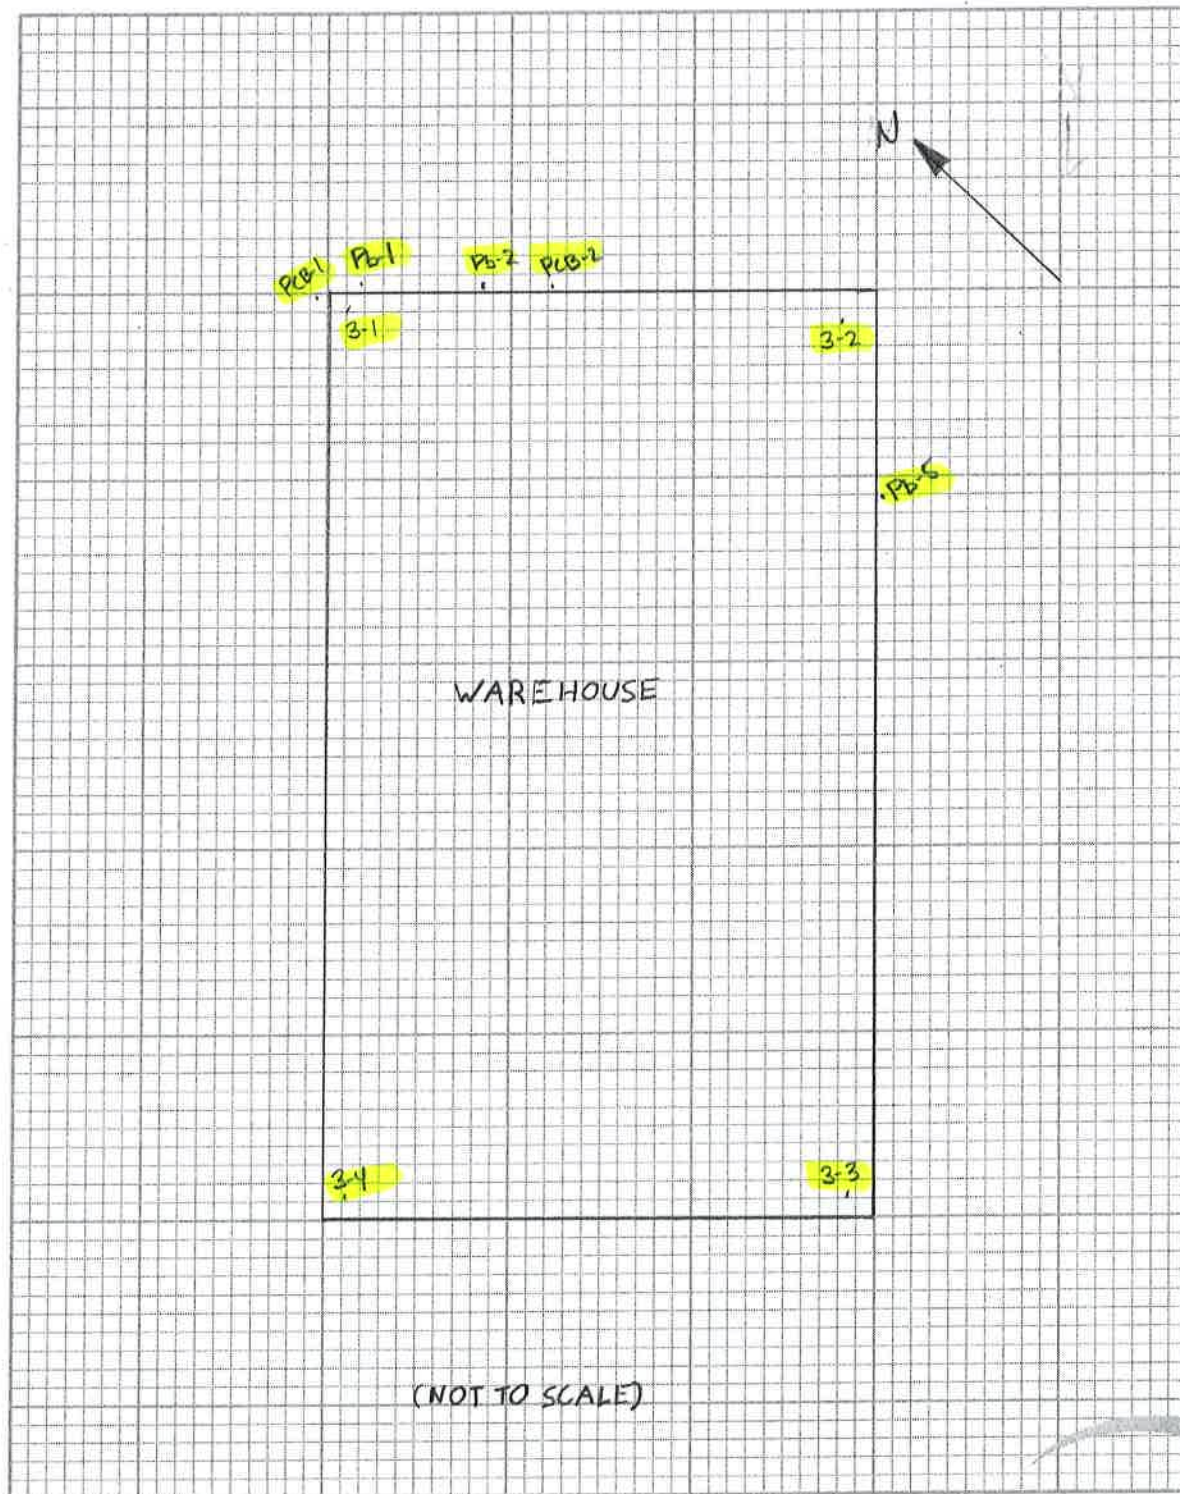 N
PCB-1 Pb-1 Pb-2 PCB-2
3-1 3-2
Pb-5
WAREHOUSE
3-4 3-3
(NOT TO SCALE)